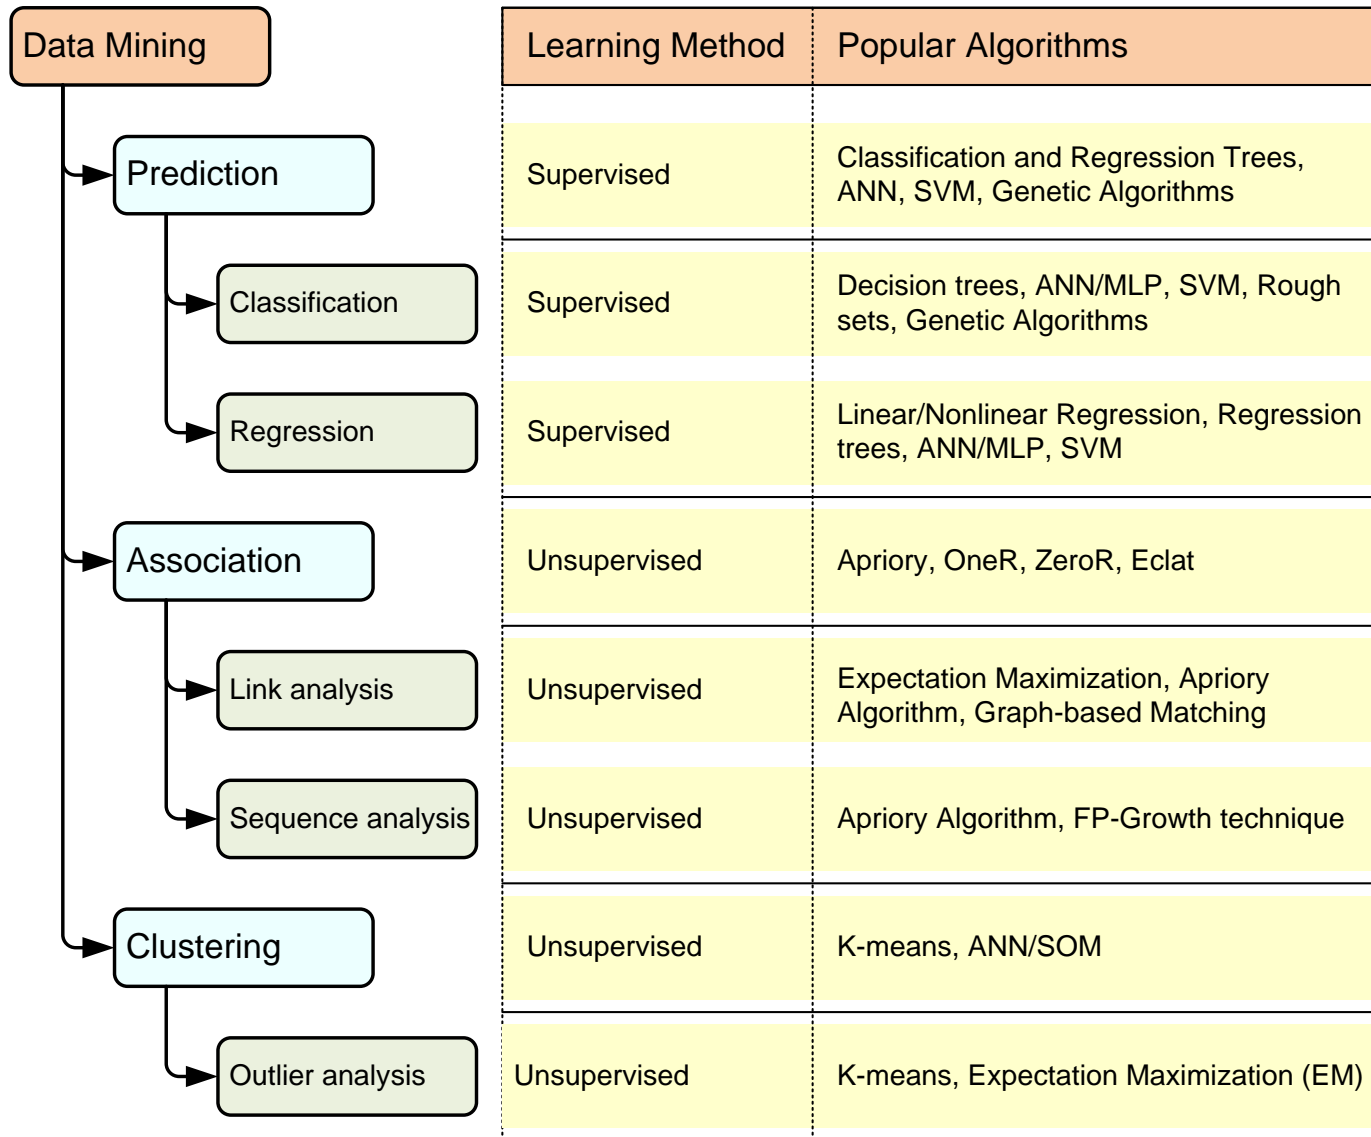 Data Mining
Learning Method
Popular Algorithms
Prediction
Supervised
Classification and Regression Trees,
ANN, SVM, Genetic Algorithms
Classification
Supervised
Decision trees, ANN/MLP, SVM, Rough
sets, Genetic Algorithms
Regression
Supervised
Linear/Nonlinear Regression, Regression
trees, ANN/MLP, SVM
Association
Unsupervised
Apriory, OneR, ZeroR, Eclat
Link analysis
Unsupervised
Expectation Maximization, Apriory
Algorithm, Graph-based Matching
Sequence analysis
Unsupervised
Apriory Algorithm, FP-Growth technique
Clustering
Unsupervised
K-means, ANN/SOM
Outlier analysis
Unsupervised
K-means, Expectation Maximization (EM)